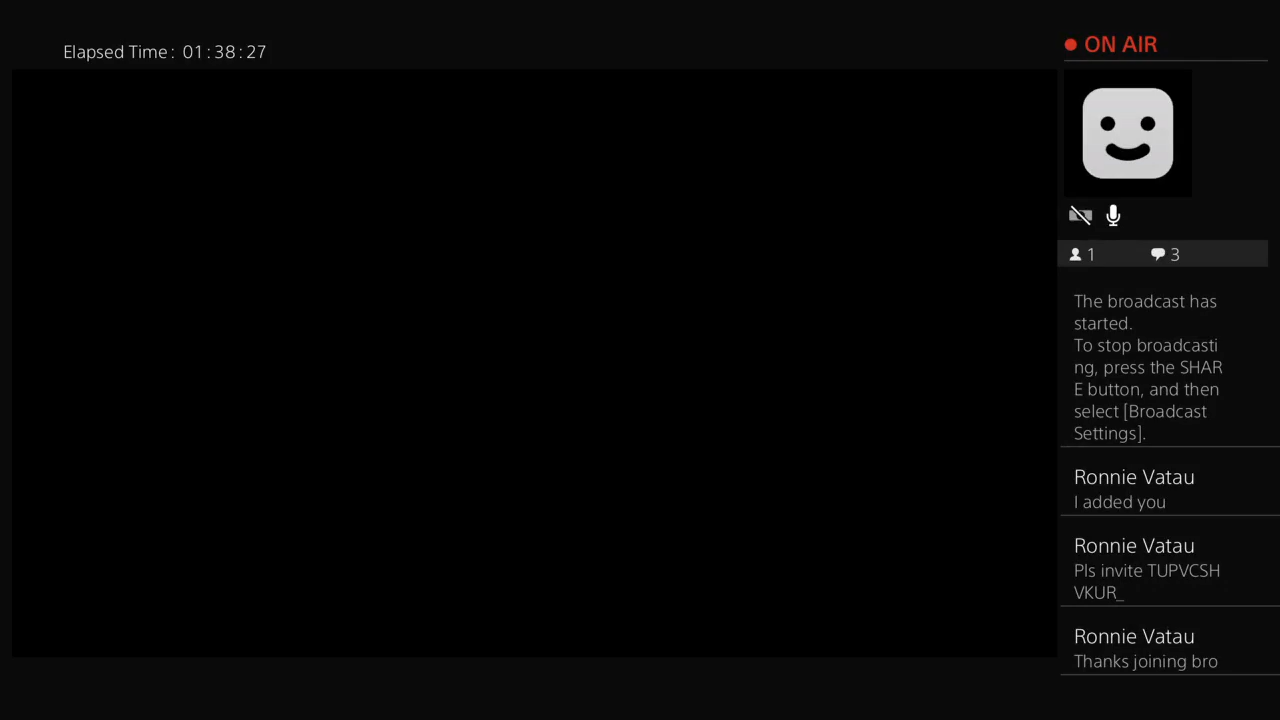 Elapsed Time: 01:38:27
ON AIR
1 3
The broadcast has
started.
To stop broadcasti
ng, press the SHAR
E button, and then
select [Broadcast
Settings].
Ronnie Vatau
I added you
Ronnie Vatau
Pls invite TUPVCSH
VKUR_
Ronnie Vatau
Thanks joining bro